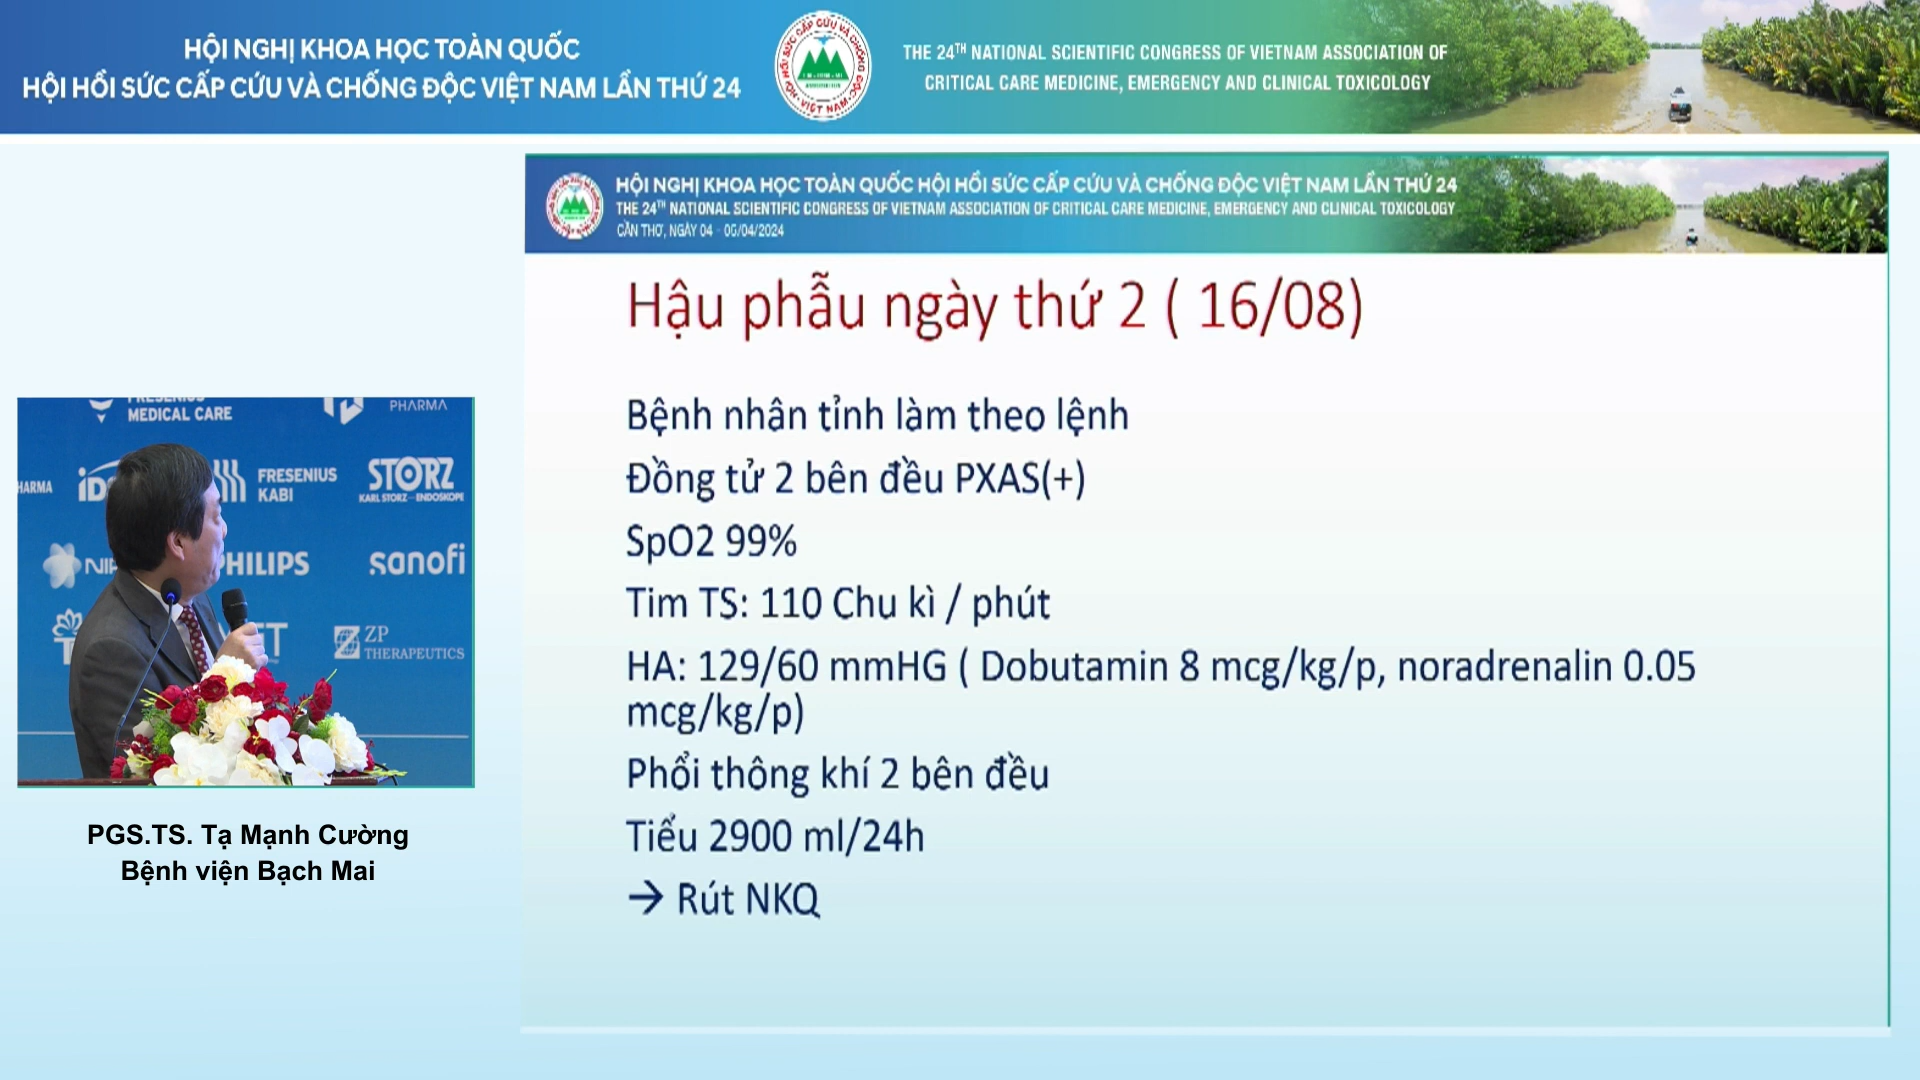 HỘI NGHỊ KHOA HỌC TOÀN QUỐC
HỘI HỒI SỨC CẤP CỨU VÀ CHỐNG ĐỘC VIỆT NAM LẦN THỨ 24
THE 24TH NATIONAL SCIENTIFIC CONGRESS OF VIETNAM ASSOCIATION OF
CRITICAL CARE MEDICINE, EMERGENCY AND CLINICAL TOXICOLOGY
HỘI NGHỊ KHOA HỌC TOÀN QUỐC HỘI HỒI SỨC CẤP CỨU VÀ CHỐNG ĐỘC VIỆT NAM LẦN THỨ 24
THE 24TH NATIONAL SCIENTIFIC CONGRESS OF VIETNAM ASSOCIATION OF CRITICAL CARE MEDICINE, EMERGENCY AND CLINICAL TOXICOLOGY
CẦN THƠ, NGÀY 04 - 06/04/2024
Hậu phẫu ngày thứ 2 ( 16/08)
Bệnh nhân tỉnh làm theo lệnh
Đồng tử 2 bên đều PXAS(+)
SpO2 99%
Tim TS: 110 Chu kì / phút
HA: 129/60 mmHG ( Dobutamin 8 mcg/kg/p, noradrenalin 0.05
mcg/kg/p)
Phổi thông khí 2 bên đều
Tiểu 2900 ml/24h
→ Rút NKQ
FRESENIUS
MEDICAL CARE
PHARMA
FRESENIUS
KABI
STORZ
KARL STORZ—ENDOSKOPE
PHILIPS
sanofi
ZP
THERAPEUTICS
PGS.TS. Tạ Mạnh Cường
Bệnh viện Bạch Mai